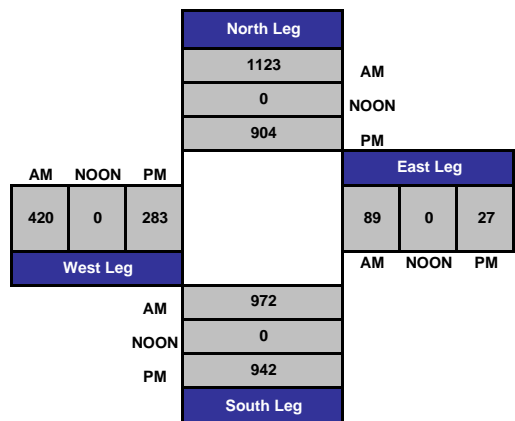 North Leg
1123 AM
0 NOON
904 PM
East Leg
AM NOON PM
420 0 283
89 0 27
West Leg
AM NOON PM
AM 972
NOON 0
PM 942
South Leg